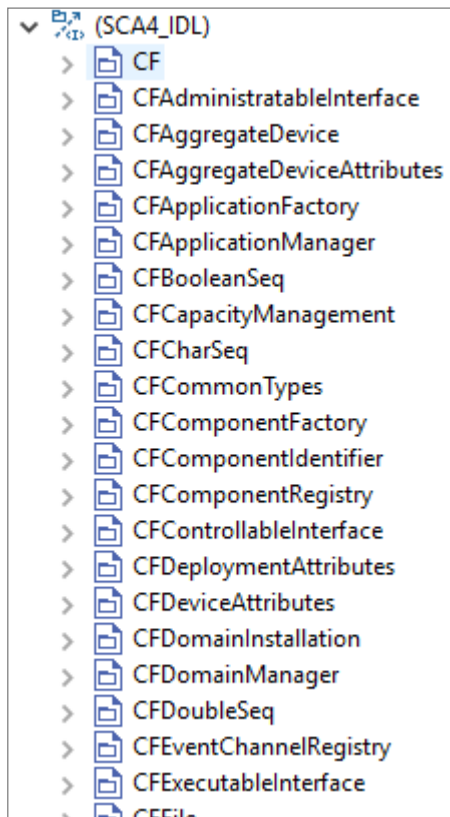 (SCA4_IDL)
CF
CFAdministratableInterface
CFAggregateDevice
CFAggregateDeviceAttributes
CFApplicationFactory
CFApplicationManager
CFBooleanSeq
CFCapacityManagement
CFCharSeq
CFCommonTypes
CFComponentFactory
CFComponentIdentifier
CFComponentRegistry
CFControllableInterface
CFDeploymentAttributes
CFDeviceAttributes
CFDomainInstallation
CFDomainManager
CFDoubleSeq
CFEventChannelRegistry
CFExecutableInterface
CFFile